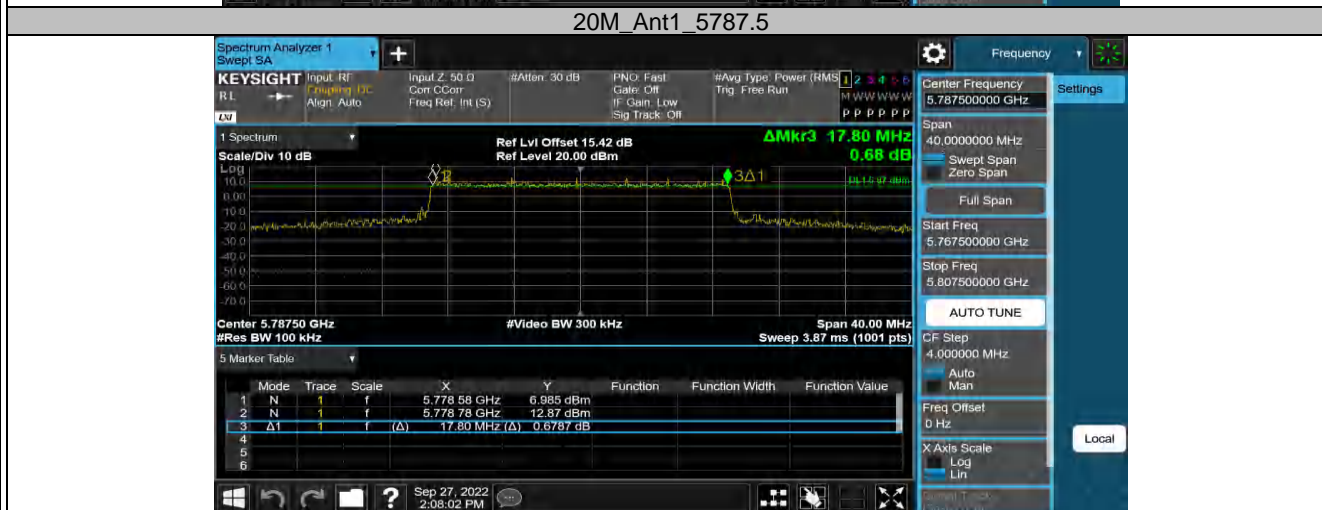 20M_Ant1_5787.5
Spectrum Analyzer 1
Swept SA
+
Frequency
KEYSIGHT Input: RF Input Z: 50 Ω #Atten: 30 dB PNO: Fast #Avg Type: Power (RMS 1 2 3 4 5 6
RL Coupling: DC Corr CCorr Gate: Off Trig: Free Run M W W W W W
Align: Auto Freq Ref: Int (S) IF Gain: Low
LXI Sig Track: Off P P P P P P
1 Spectrum
Ref Lvl Offset 15.42 dB ΔMkr3 17.80 MHz
Scale/Div 10 dB Ref Level 20.00 dBm 0.68 dB
Log
10.0
0.00
-10.0
-20.0
-30.0
-40.0
-50.0
-60.0
-70.0
3Δ1
Center 5.78750 GHz #Video BW 300 kHz Span 40.00 MHz
#Res BW 100 kHz Sweep 3.87 ms (1001 pts)
5 Marker Table
Mode Trace Scale X Y Function Function Width Function Value
1 N 1 f 5.778 58 GHz 6.985 dBm
2 N 1 f 5.778 78 GHz 12.87 dBm
3 Δ1 1 f (Δ) 17.80 MHz (Δ) 0.6787 dB
4
5
6
Center Frequency
5.787500000 GHz
Settings
Span
40.0000000 MHz
Swept Span
Zero Span
Full Span
Start Freq
5.767500000 GHz
Stop Freq
5.807500000 GHz
AUTO TUNE
CF Step
4.000000 MHz
Auto
Man
Freq Offset
0 Hz
X Axis Scale
Log
Lin
Local
?
Sep 27, 2022
2:08:02 PM